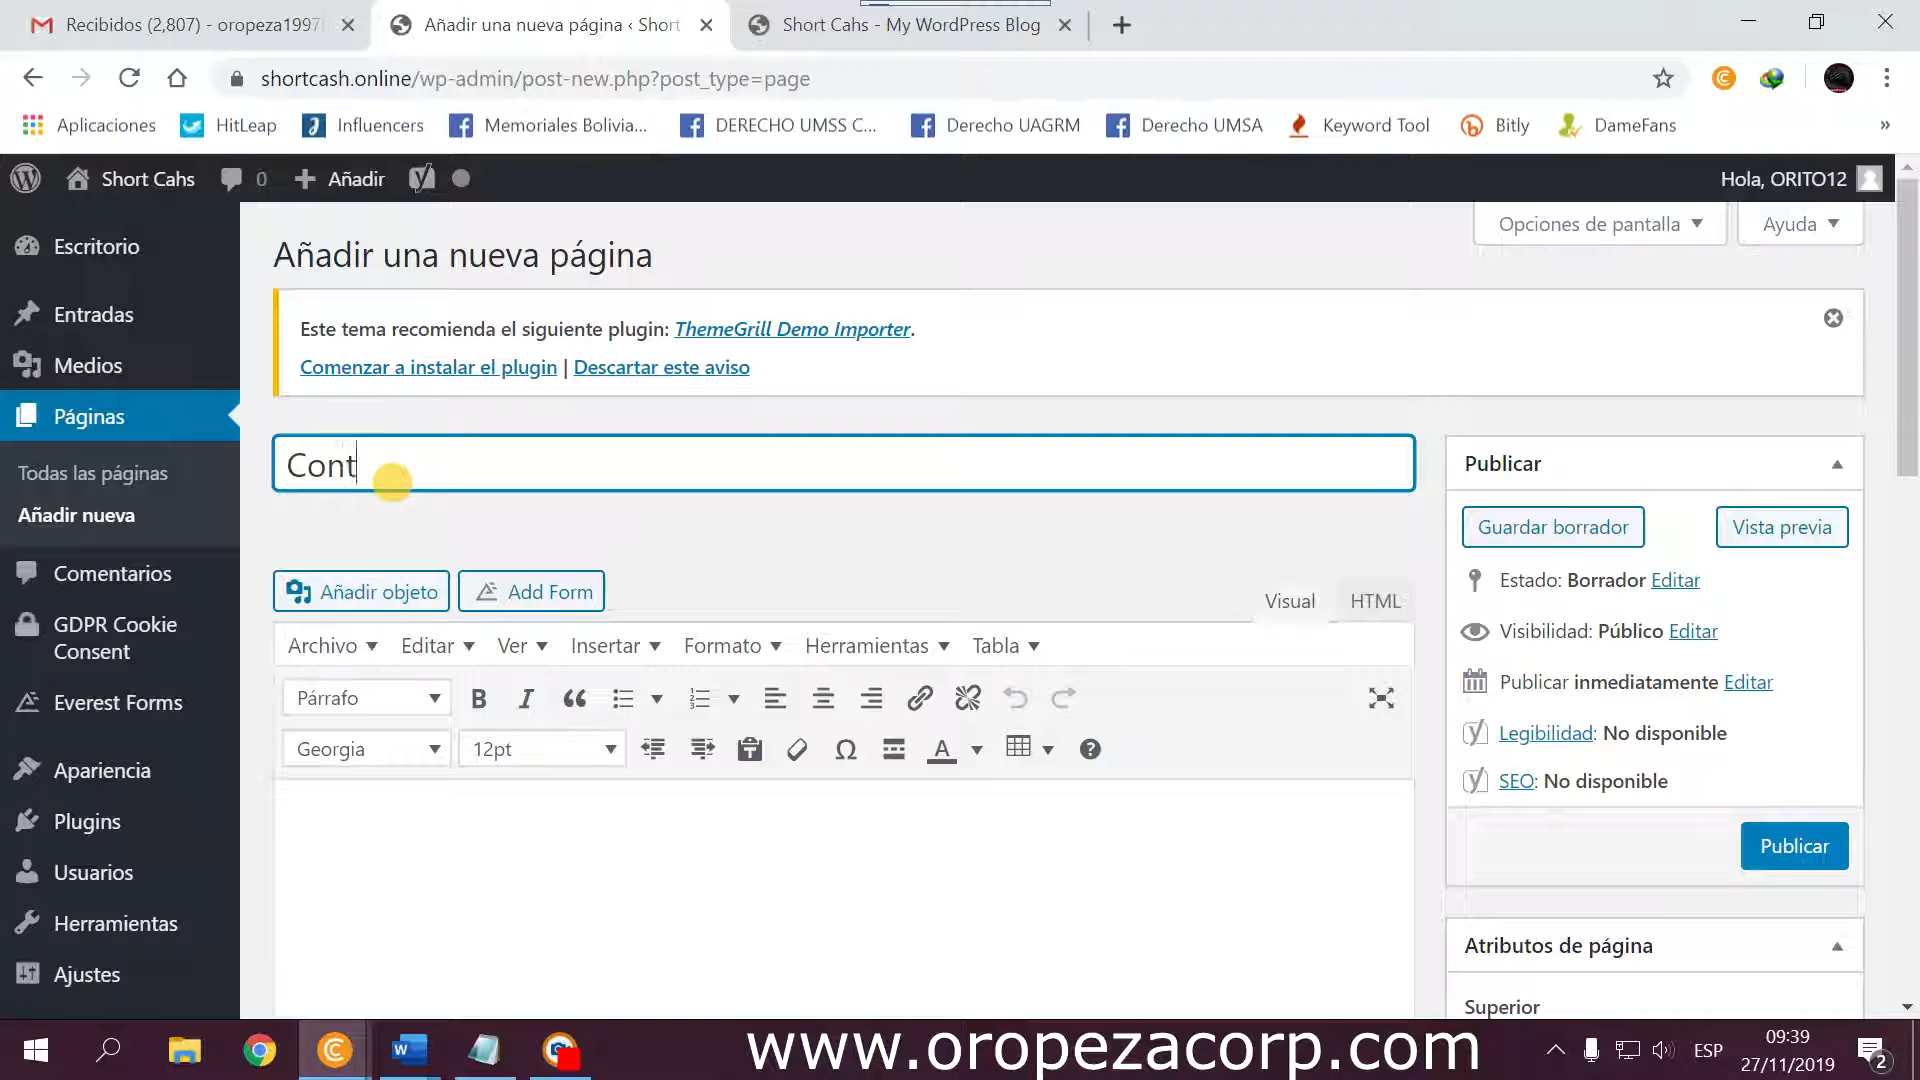 Recibidos (2,807) - oropeza1997
Añadir una nueva página ‹ Short
Short Cahs - My WordPress Blog
shortcash.online/wp-admin/post-new.php?post_type=page
Aplicaciones
HitLeap
Influencers
Memoriales Bolivia...
DERECHO UMSS C...
Derecho UAGRM
Derecho UMSA
Keyword Tool
Bitly
DameFans
»
Short Cahs
0
Añadir
Hola, ORITO12
Opciones de pantalla
Ayuda
Escritorio
Entradas
Medios
Páginas
Todas las páginas
Añadir nueva
Comentarios
GDPR Cookie
Consent
Everest Forms
Apariencia
Plugins
Usuarios
Herramientas
Ajustes
Añadir una nueva página
Este tema recomienda el siguiente plugin: ThemeGrill Demo Importer.
Comenzar a instalar el plugin | Descartar este aviso
Cont
Añadir objeto
Add Form
Visual
HTML
Archivo
Editar
Ver
Insertar
Formato
Herramientas
Tabla
Párrafo
Georgia
12pt
Publicar
Guardar borrador
Vista previa
Estado: Borrador Editar
Visibilidad: Público Editar
Publicar inmediatamente Editar
Legibilidad: No disponible
SEO: No disponible
Publicar
Atributos de página
Superior
www.oropezacorp.com
ESP
09:39
27/11/2019
2